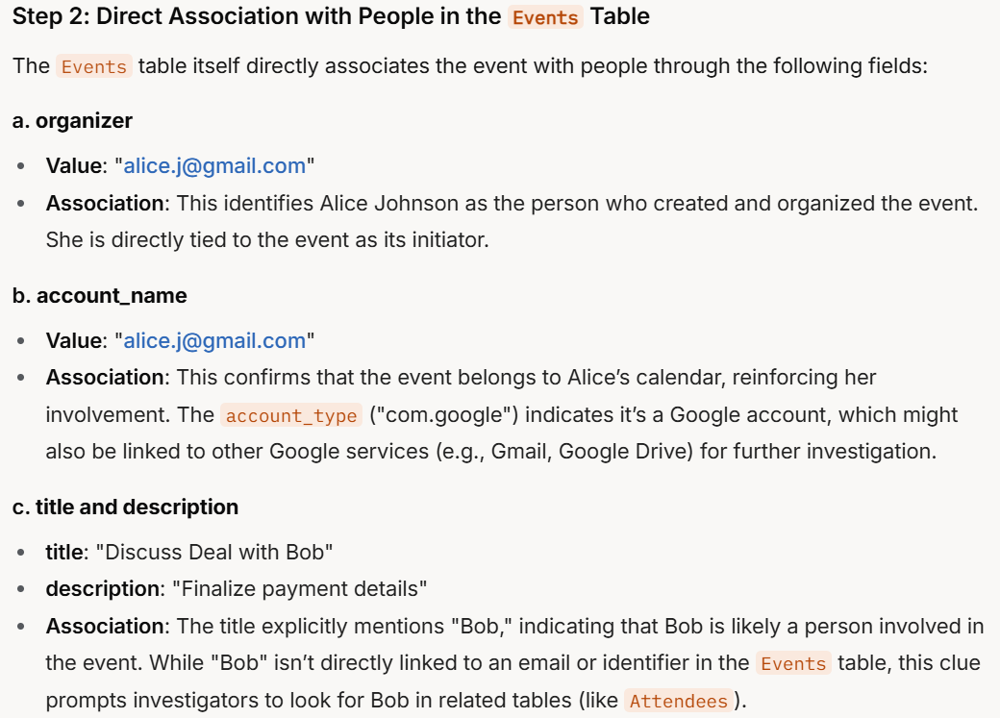 Step 2: Direct Association with People in the Events Table
The Events table itself directly associates the event with people through the following fields:
a. organizer
• Value: "alice.j@gmail.com"
• Association: This identifies Alice Johnson as the person who created and organized the event.
She is directly tied to the event as its initiator.
b. account_name
• Value: "alice.j@gmail.com"
• Association: This confirms that the event belongs to Alice’s calendar, reinforcing her
involvement. The account_type ("com.google") indicates it’s a Google account, which might
also be linked to other Google services (e.g., Gmail, Google Drive) for further investigation.
c. title and description
• title: "Discuss Deal with Bob"
• description: "Finalize payment details"
• Association: The title explicitly mentions "Bob," indicating that Bob is likely a person involved in
the event. While "Bob" isn’t directly linked to an email or identifier in the Events table, this clue
prompts investigators to look for Bob in related tables (like Attendees).